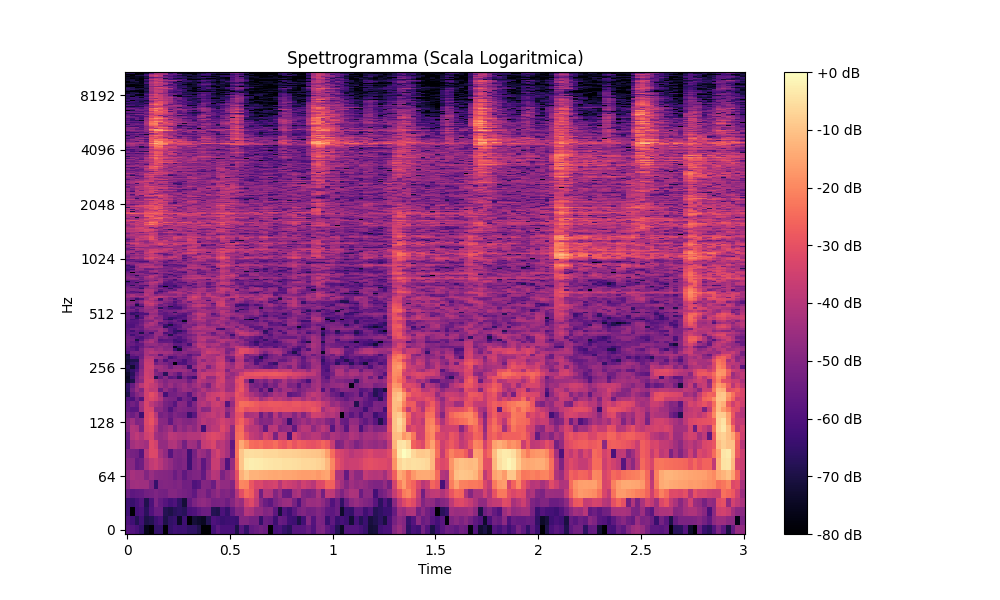 Spettrogramma (Scala Logaritmica)
Hz
8192
4096
2048
1024
512
256
128
64
0
0
0.5
1
1.5
2
2.5
3
Time
+0 dB
-10 dB
-20 dB
-30 dB
-40 dB
-50 dB
-60 dB
-70 dB
-80 dB